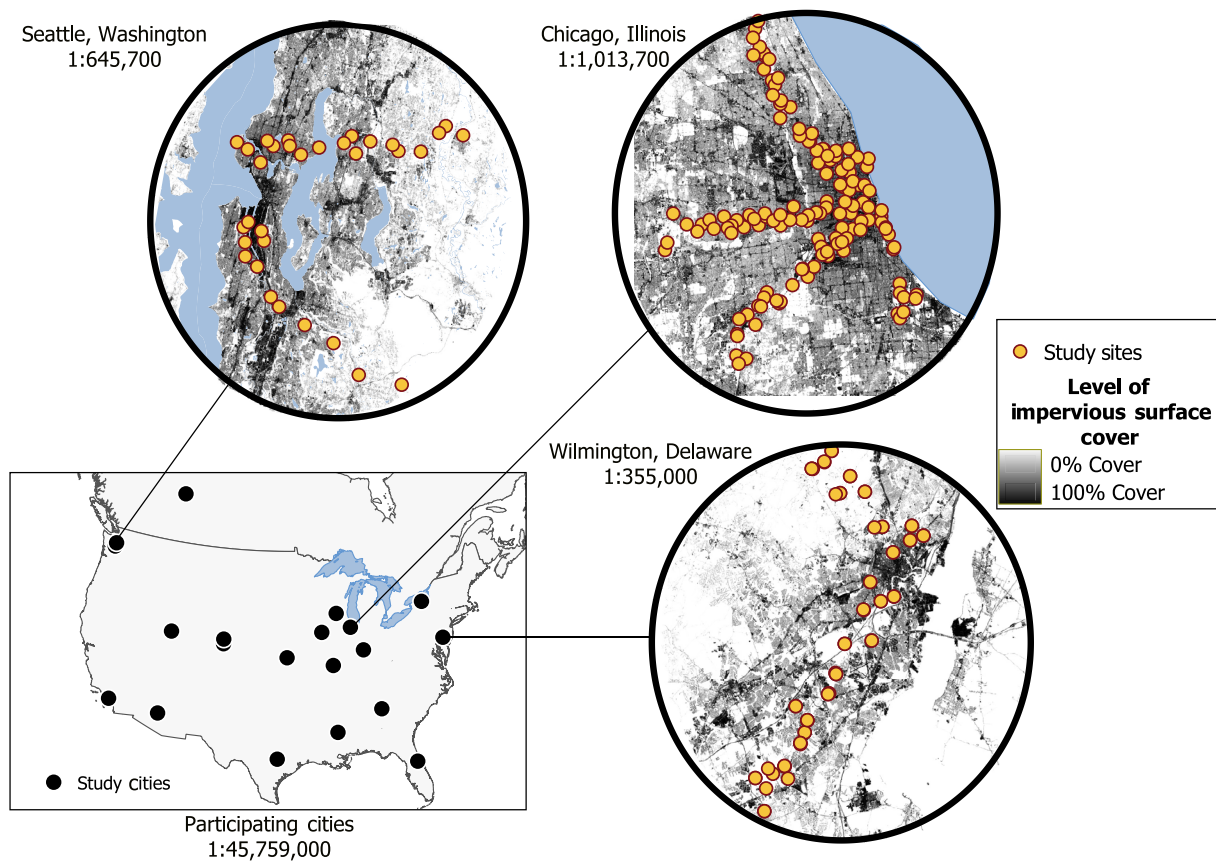 Seattle, Washington
1:645,700
Chicago, Illinois
1:1,013,700
Study sites
Level of
impervious surface
cover
0% Cover
100% Cover
Wilmington, Delaware
1:355,000
Study cities
Participating cities
1:45,759,000